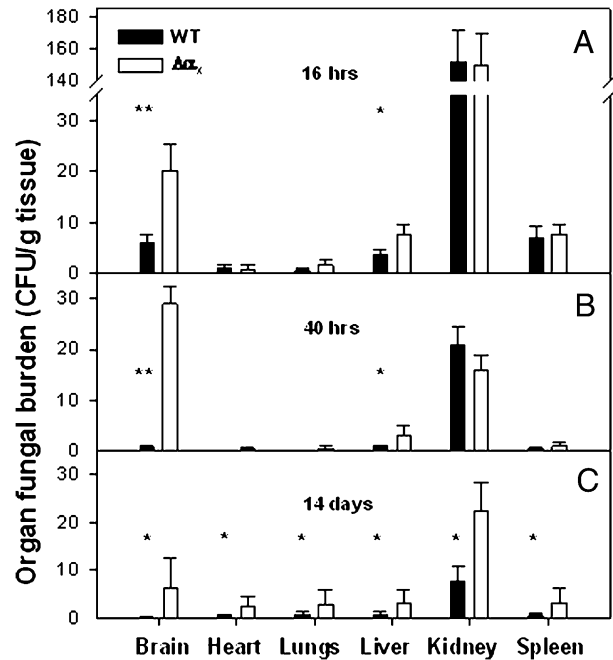 WT
Δα
x
A
16 hrs
180
160
140
30
20
10
0
** *
B
40 hrs
30
20
10
0
** *
C
14 days
30
20
10
0
* * * * * *
Brain Heart Lungs Liver Kidney Spleen
Organ fungal burden (CFU/g tissue)